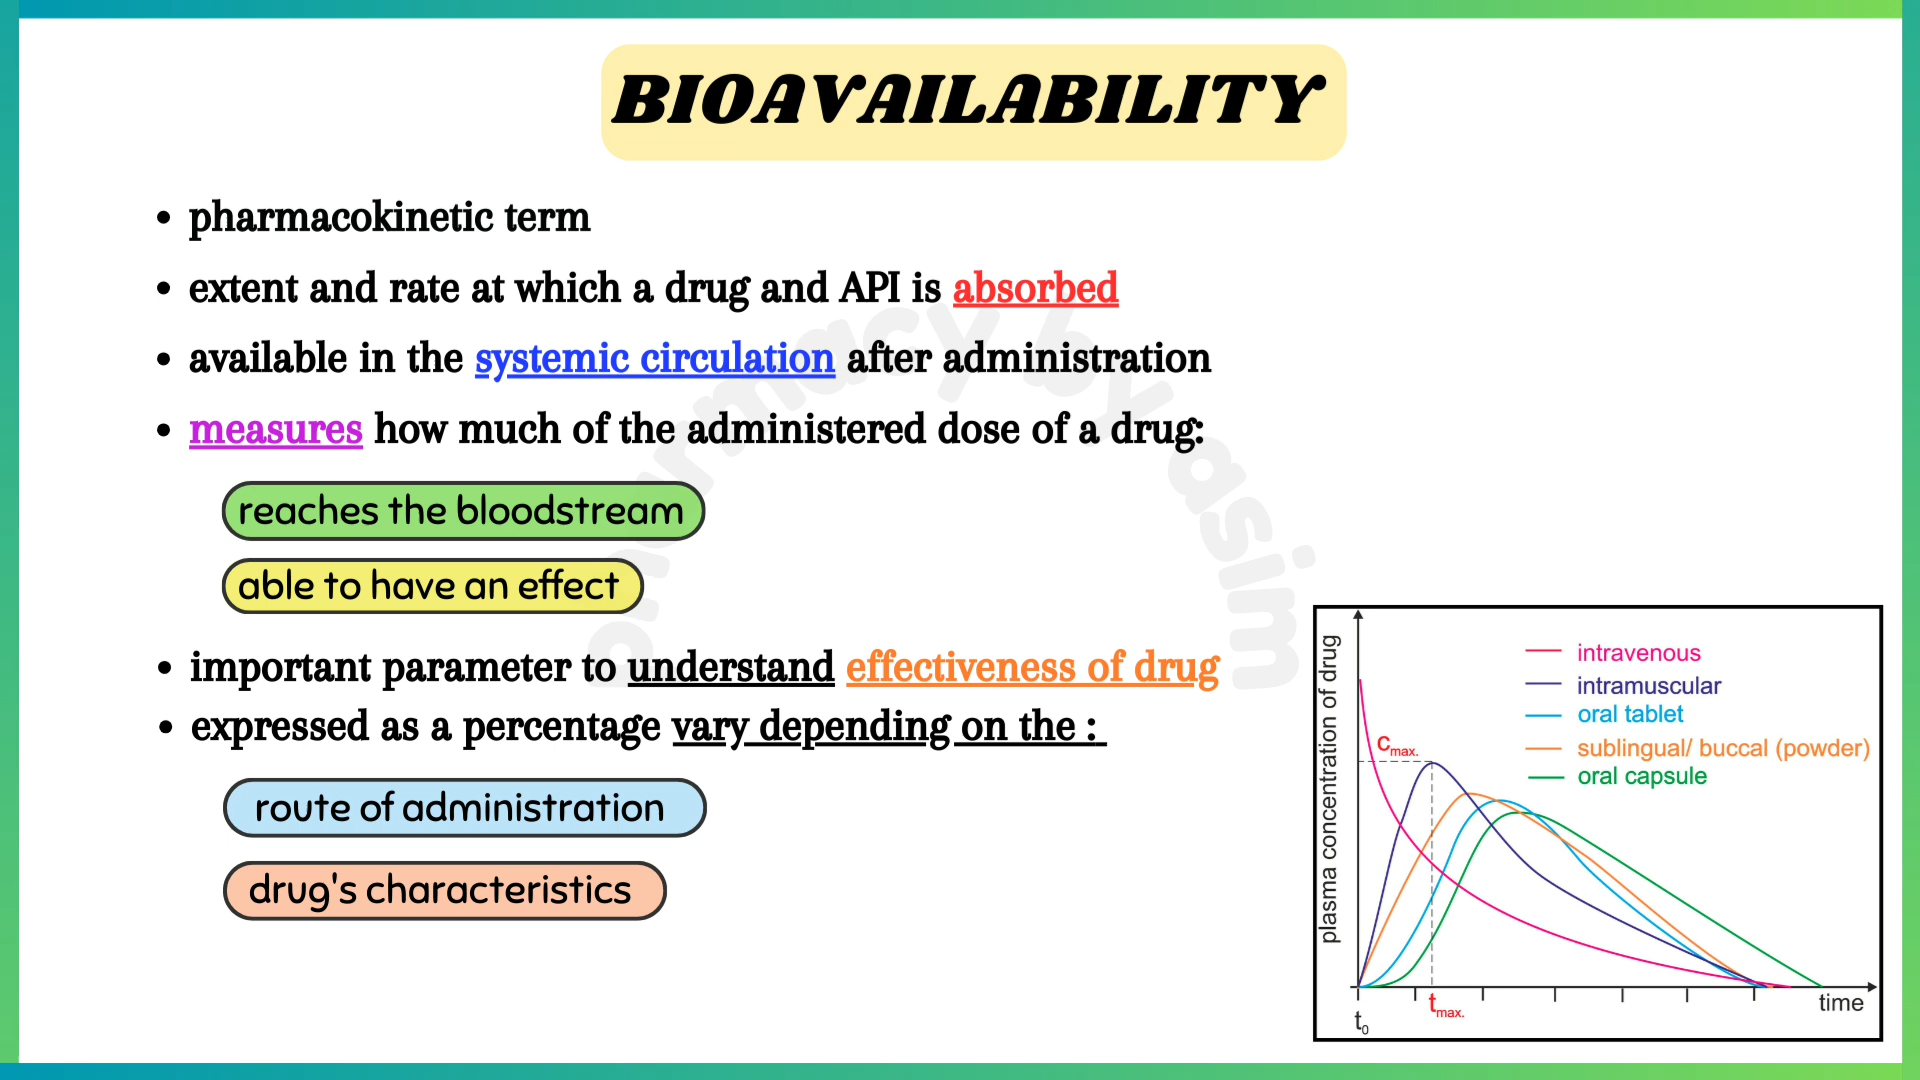 BIOAVAILABILITY
• pharmacokinetic term
• extent and rate at which a drug and API is absorbed
• available in the systemic circulation after administration
• measures how much of the administered dose of a drug:
reaches the bloodstream
able to have an effect
• important parameter to understand effectiveness of drug
• expressed as a percentage vary depending on the :
route of administration
drug's characteristics
pharmacy by asim
plasma concentration of drug
intravenous
intramuscular
oral tablet
sublingual/ buccal (powder)
oral capsule
Cmax.
tmax.
t0
time